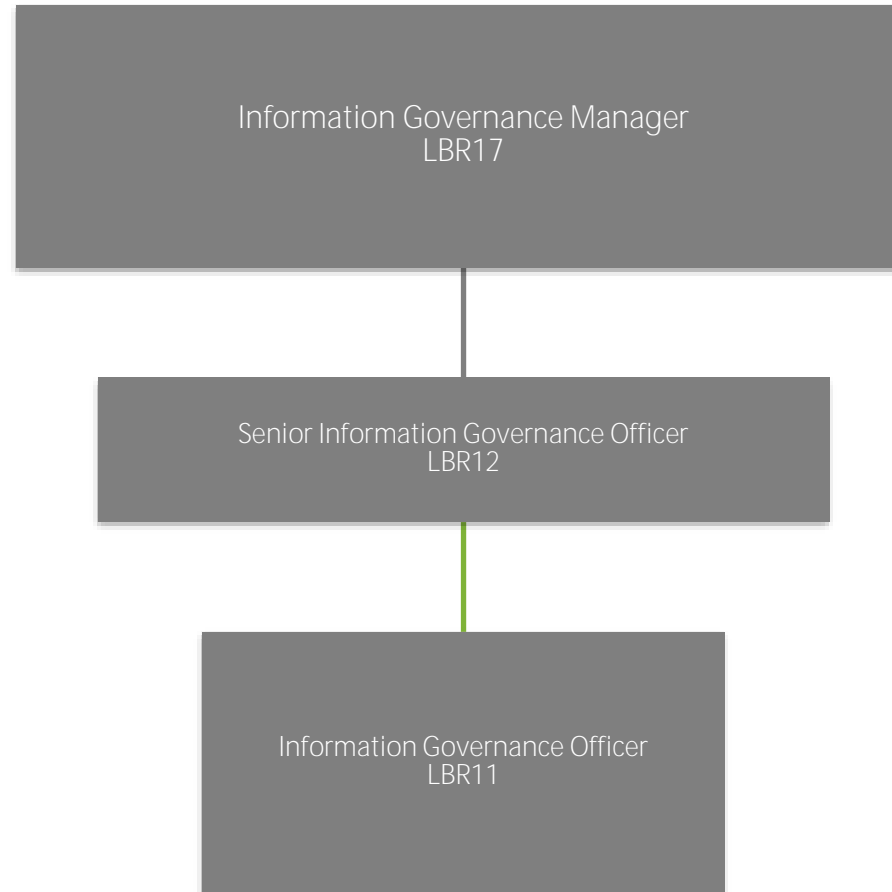 Information Governance Manager
LBR17
Senior Information Governance Officer
LBR12
Information Governance Officer
LBR11